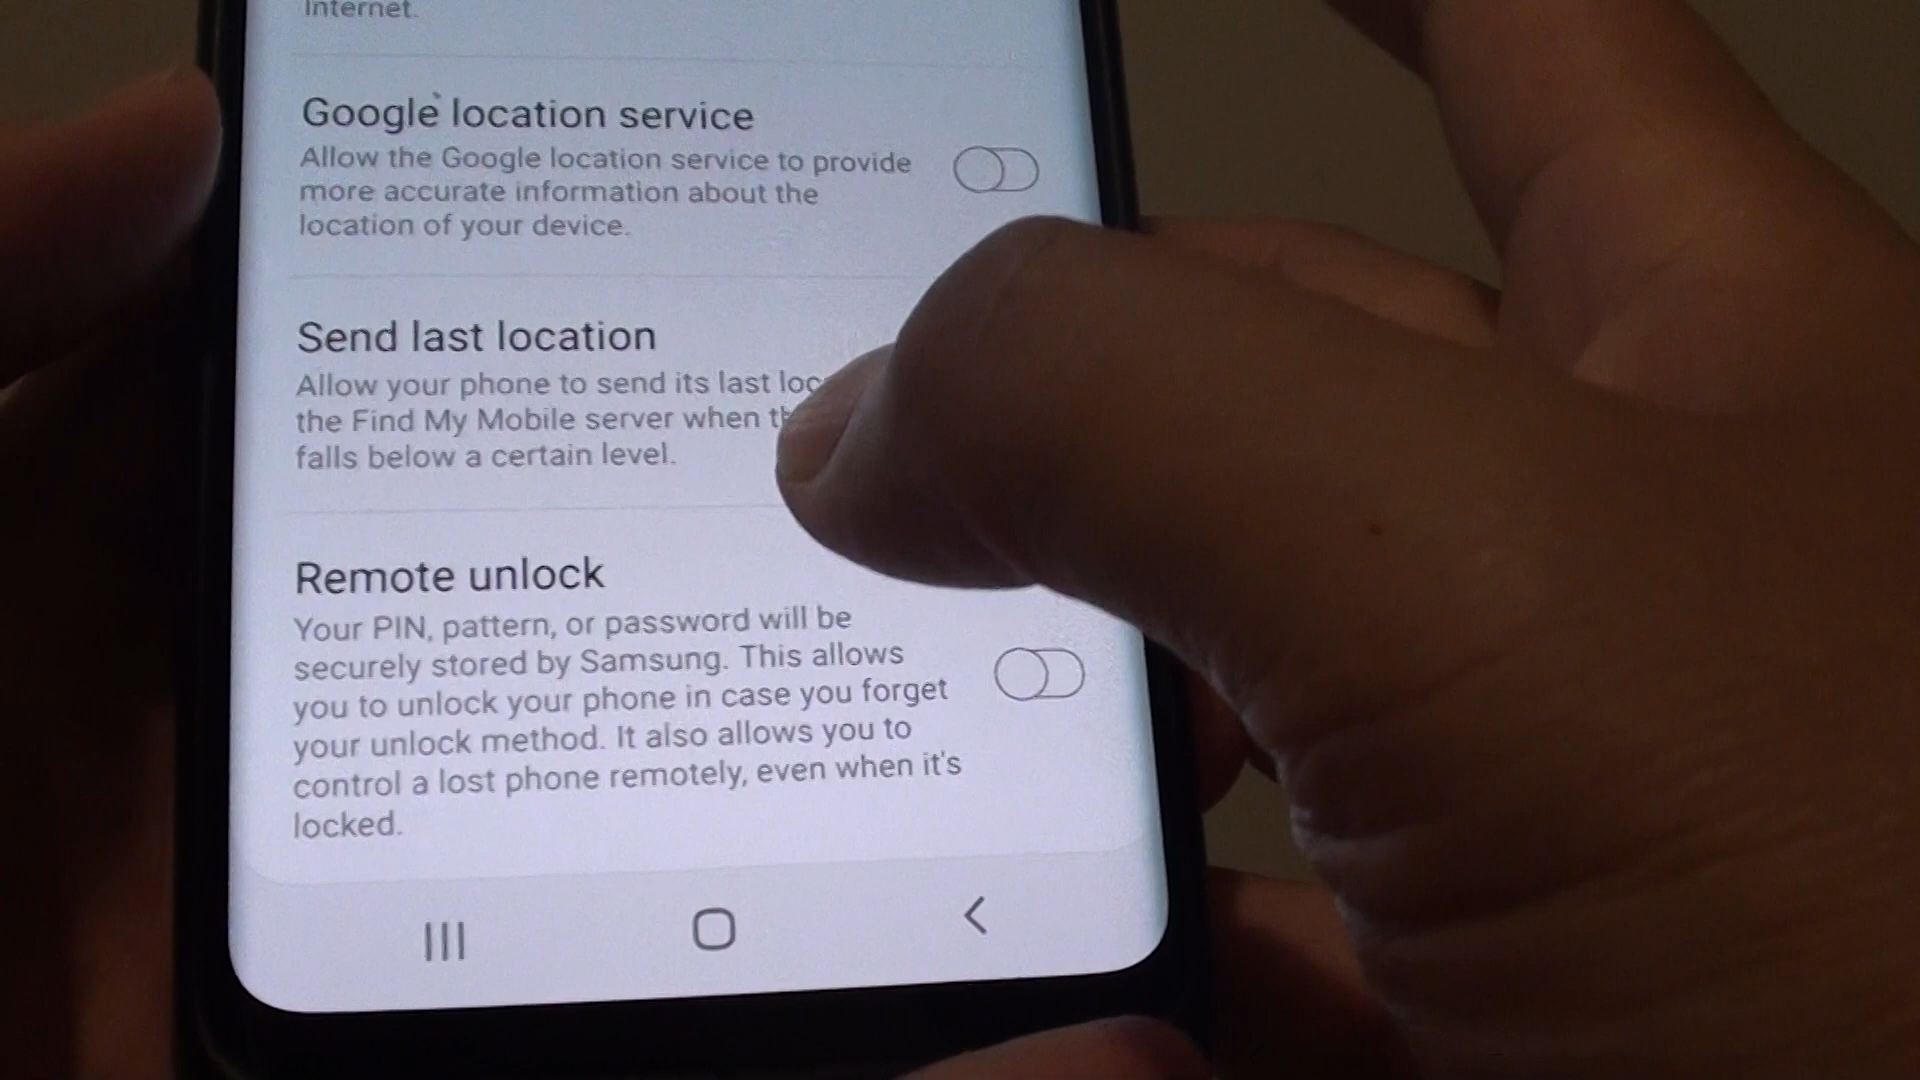 Internet.
Google location service
Allow the Google location service to provide
more accurate information about the
location of your device.
Send last location
Allow your phone to send its last
the Find My Mobile server when
falls below a certain level.
Remote unlock
Your PIN, pattern, or password will be
securely stored by Samsung. This allows
you to unlock your phone in case you forget
your unlock method. It also allows you to
control a lost phone remotely, even when it's
locked.